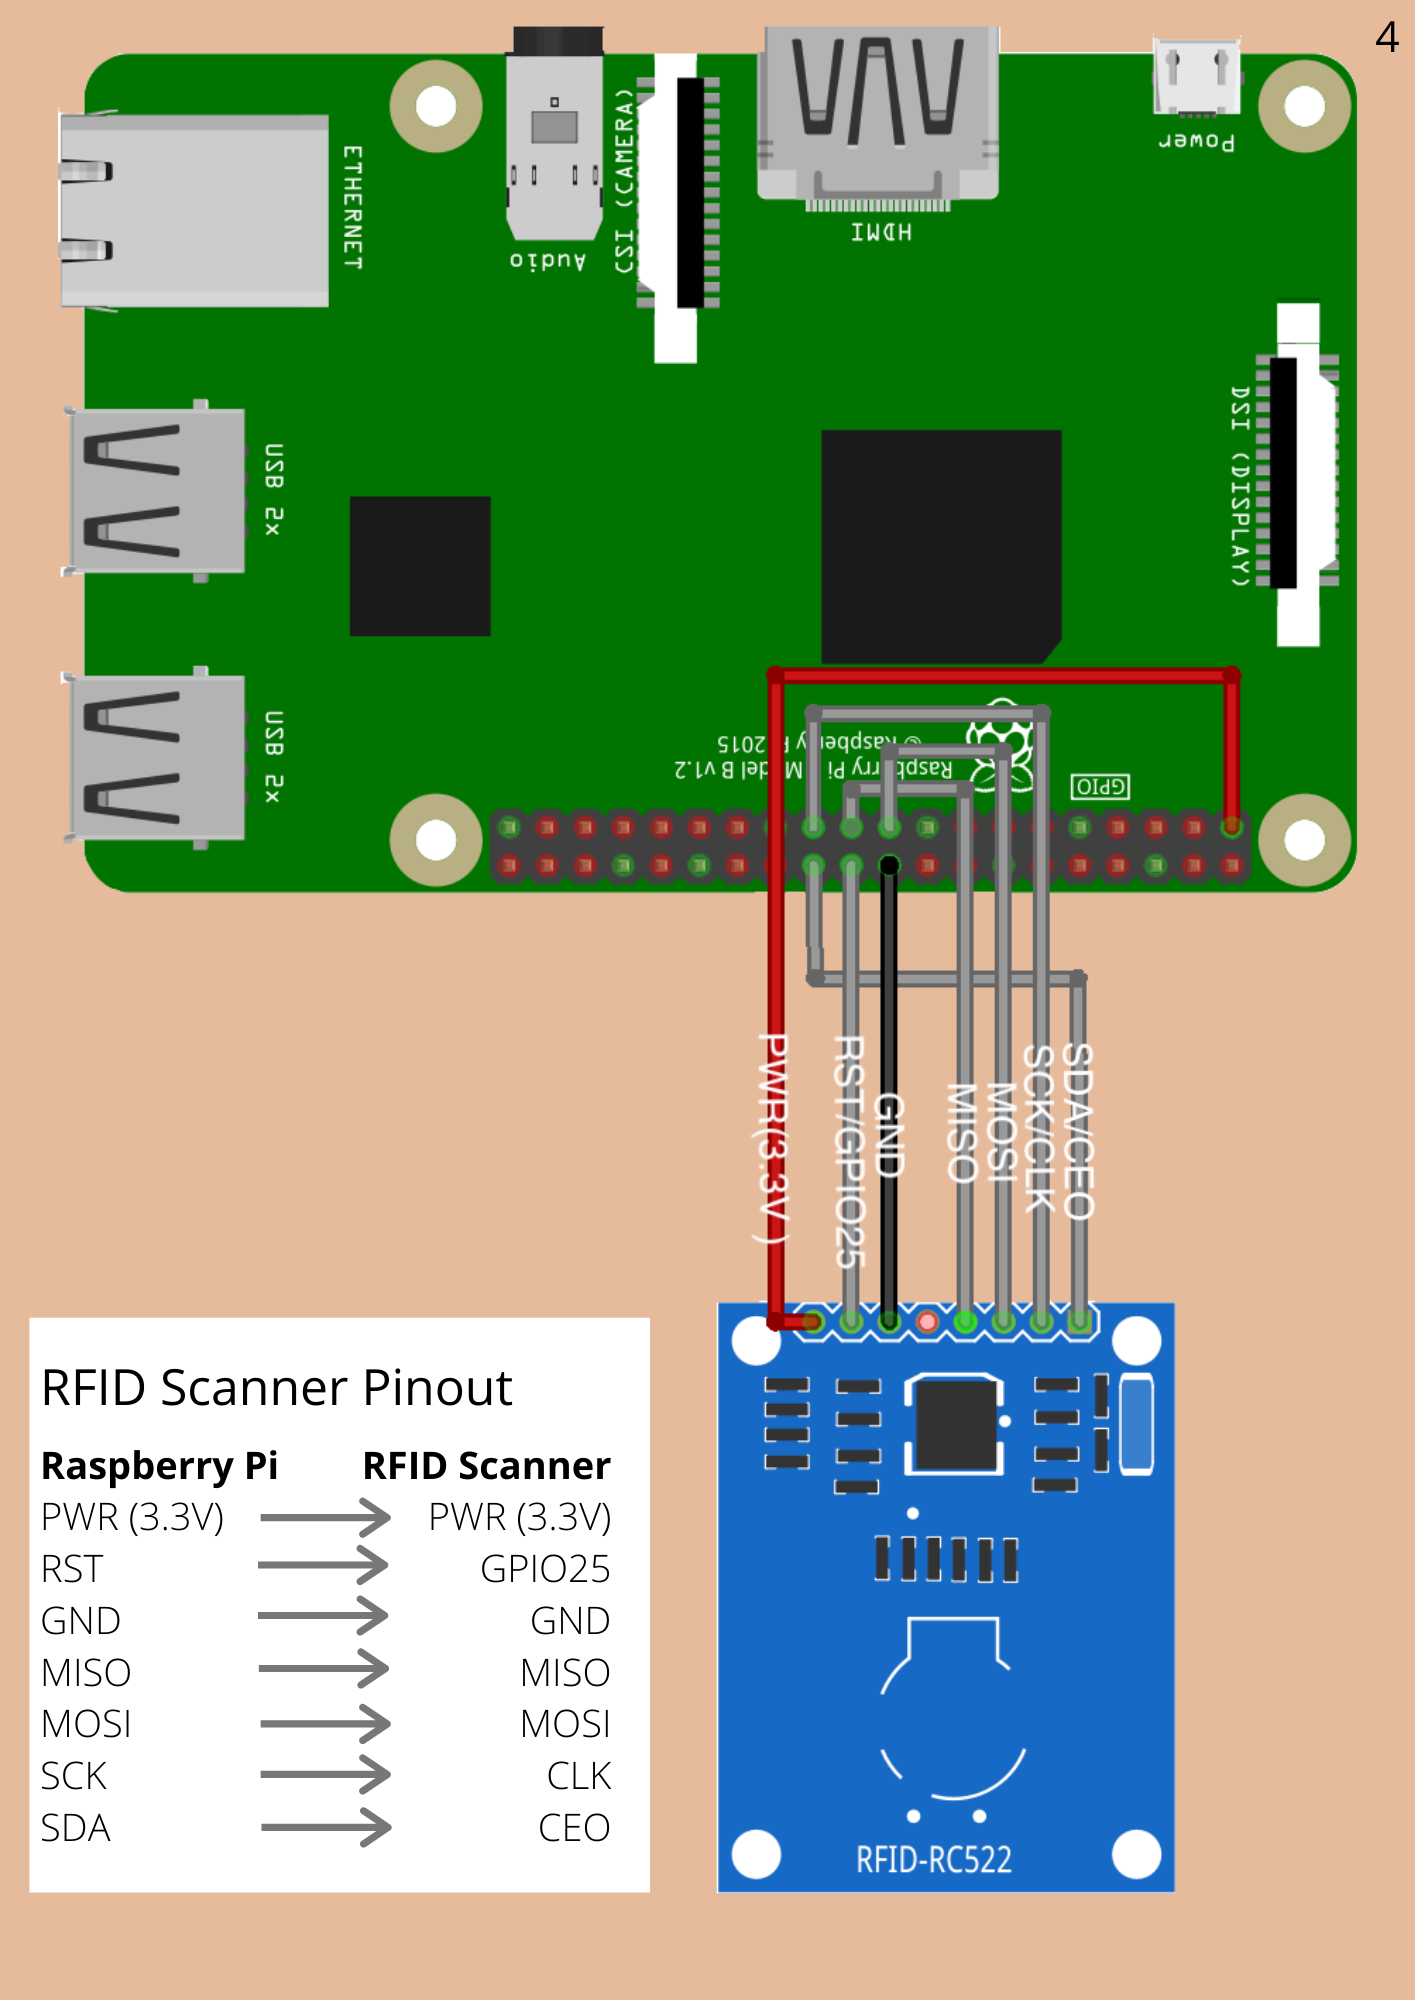 4
Power
ETHERNET
Audio
CSI (CAMERA)
HDMI
DSI (DISPLAY)
USB 2x
USB 2x
Raspberry Pi Model B v1.2
© Raspberry Pi 2015
GPIO
PWR(3.3V )
RST/GPIO25
GND
MISO
MOSI
SCK/CLK
SDA/CEO
RFID Scanner Pinout
Raspberry Pi RFID Scanner
PWR (3.3V) PWR (3.3V)
RST GPIO25
GND GND
MISO MISO
MOSI MOSI
SCK CLK
SDA CEO
RFID-RC522